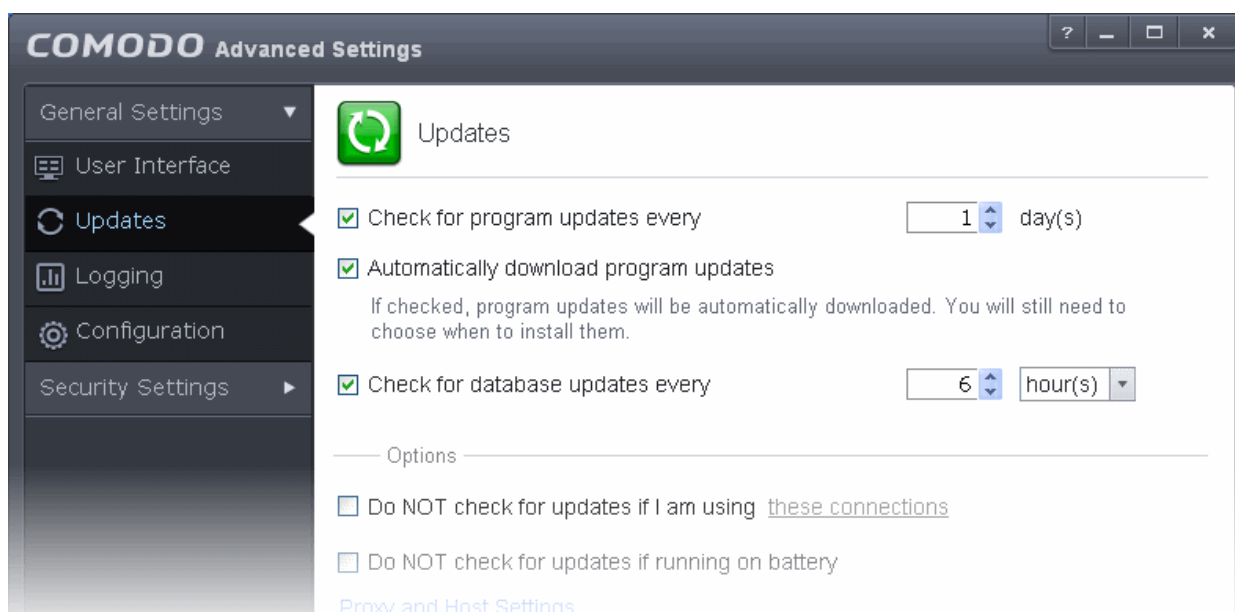 COMODO Advanced Settings
?
General Settings
User Interface
Updates
Logging
Configuration
Security Settings
Updates
Check for program updates every 1 day(s)
Automatically download program updates
If checked, program updates will be automatically downloaded. You will still need to
choose when to install them.
Check for database updates every 6 hour(s)
Options
Do NOT check for updates if I am using these connections
Do NOT check for updates if running on battery
Proxy and Host Settings